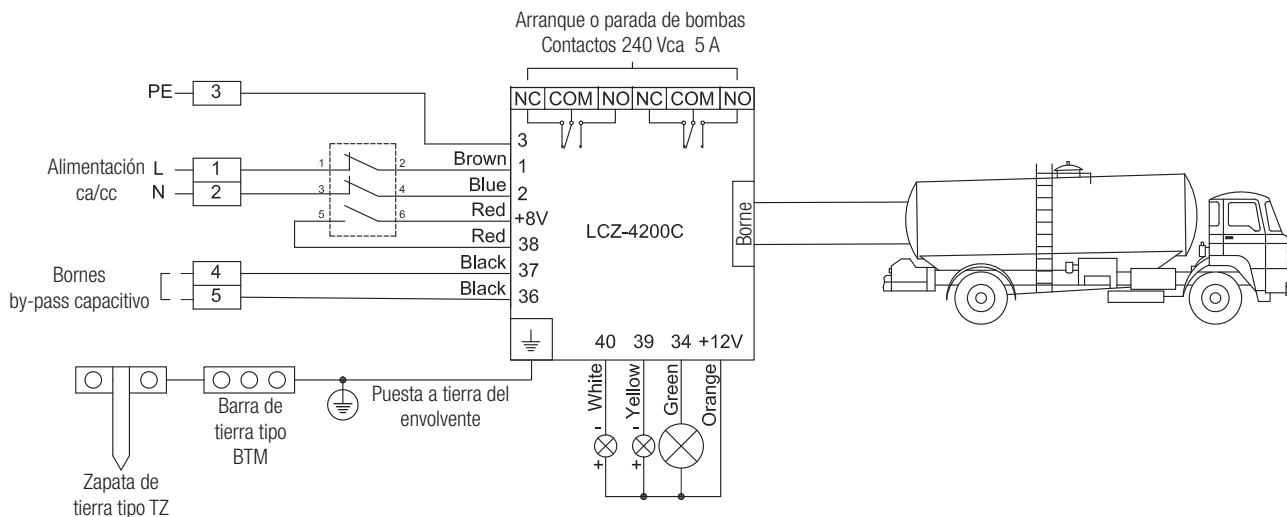 Arranque o parada de bombas
Contactos 240 Vca 5 A
NC COM NO NC COM NO
PE 3
3
Alimentación
ca/cc
L 1 1 2 Brown 1
N 2 3 4 Blue 2
5 6 Red +8V
Red 38
LCZ-4200C
Borne
Bornes
by-pass capacitivo
4 Black 37
5 Black 36
40 39 34 +12V
White Yellow Green Orange
- -
+ +
Puesta a tierra del
envolvente
Barra de
tierra tipo
BTM
Zapata de
tierra tipo TZ